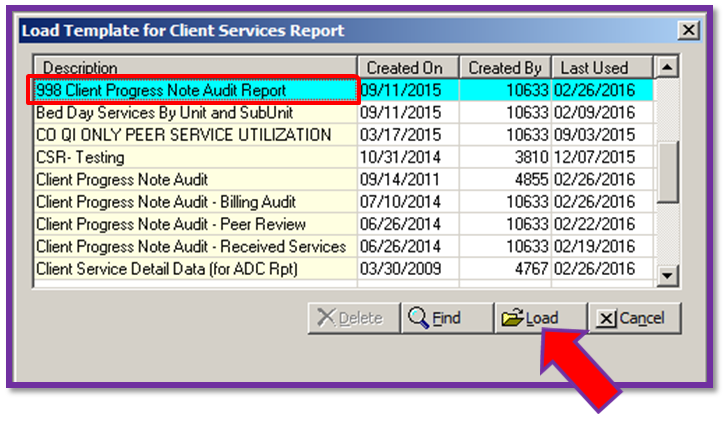 Load Template for Client Services Report
Description Created On Created By Last Used
998 Client Progress Note Audit Report 09/11/2015 10633 02/26/2016
Bed Day Services By Unit and SubUnit 09/11/2015 10633 02/09/2016
CO QI ONLY PEER SERVICE UTILIZATION 03/17/2015 10633 09/03/2015
CSR- Testing 10/31/2014 3810 12/07/2015
Client Progress Note Audit 09/14/2011 4855 02/26/2016
Client Progress Note Audit - Billing Audit 07/10/2014 10633 02/26/2016
Client Progress Note Audit - Peer Review 06/26/2014 10633 02/22/2016
Client Progress Note Audit - Received Services 06/26/2014 10633 02/19/2016
Client Service Detail Data (for ADC Rpt) 03/30/2009 4767 02/26/2016
Delete Find Load Cancel